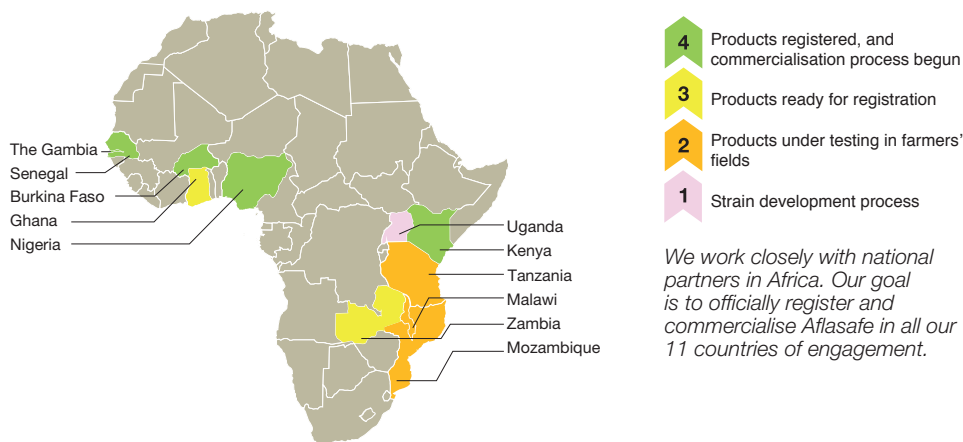 The Gambia
Senegal
Burkina Faso
Ghana
Nigeria
Uganda
Kenya
Tanzania
Malawi
Zambia
Mozambique
4 Products registered, and
commercialisation process begun
3 Products ready for registration
2 Products under testing in farmers’
fields
1 Strain development process
We work closely with national
partners in Africa. Our goal
is to officially register and
commercialise Aflasafe in all our
11 countries of engagement.